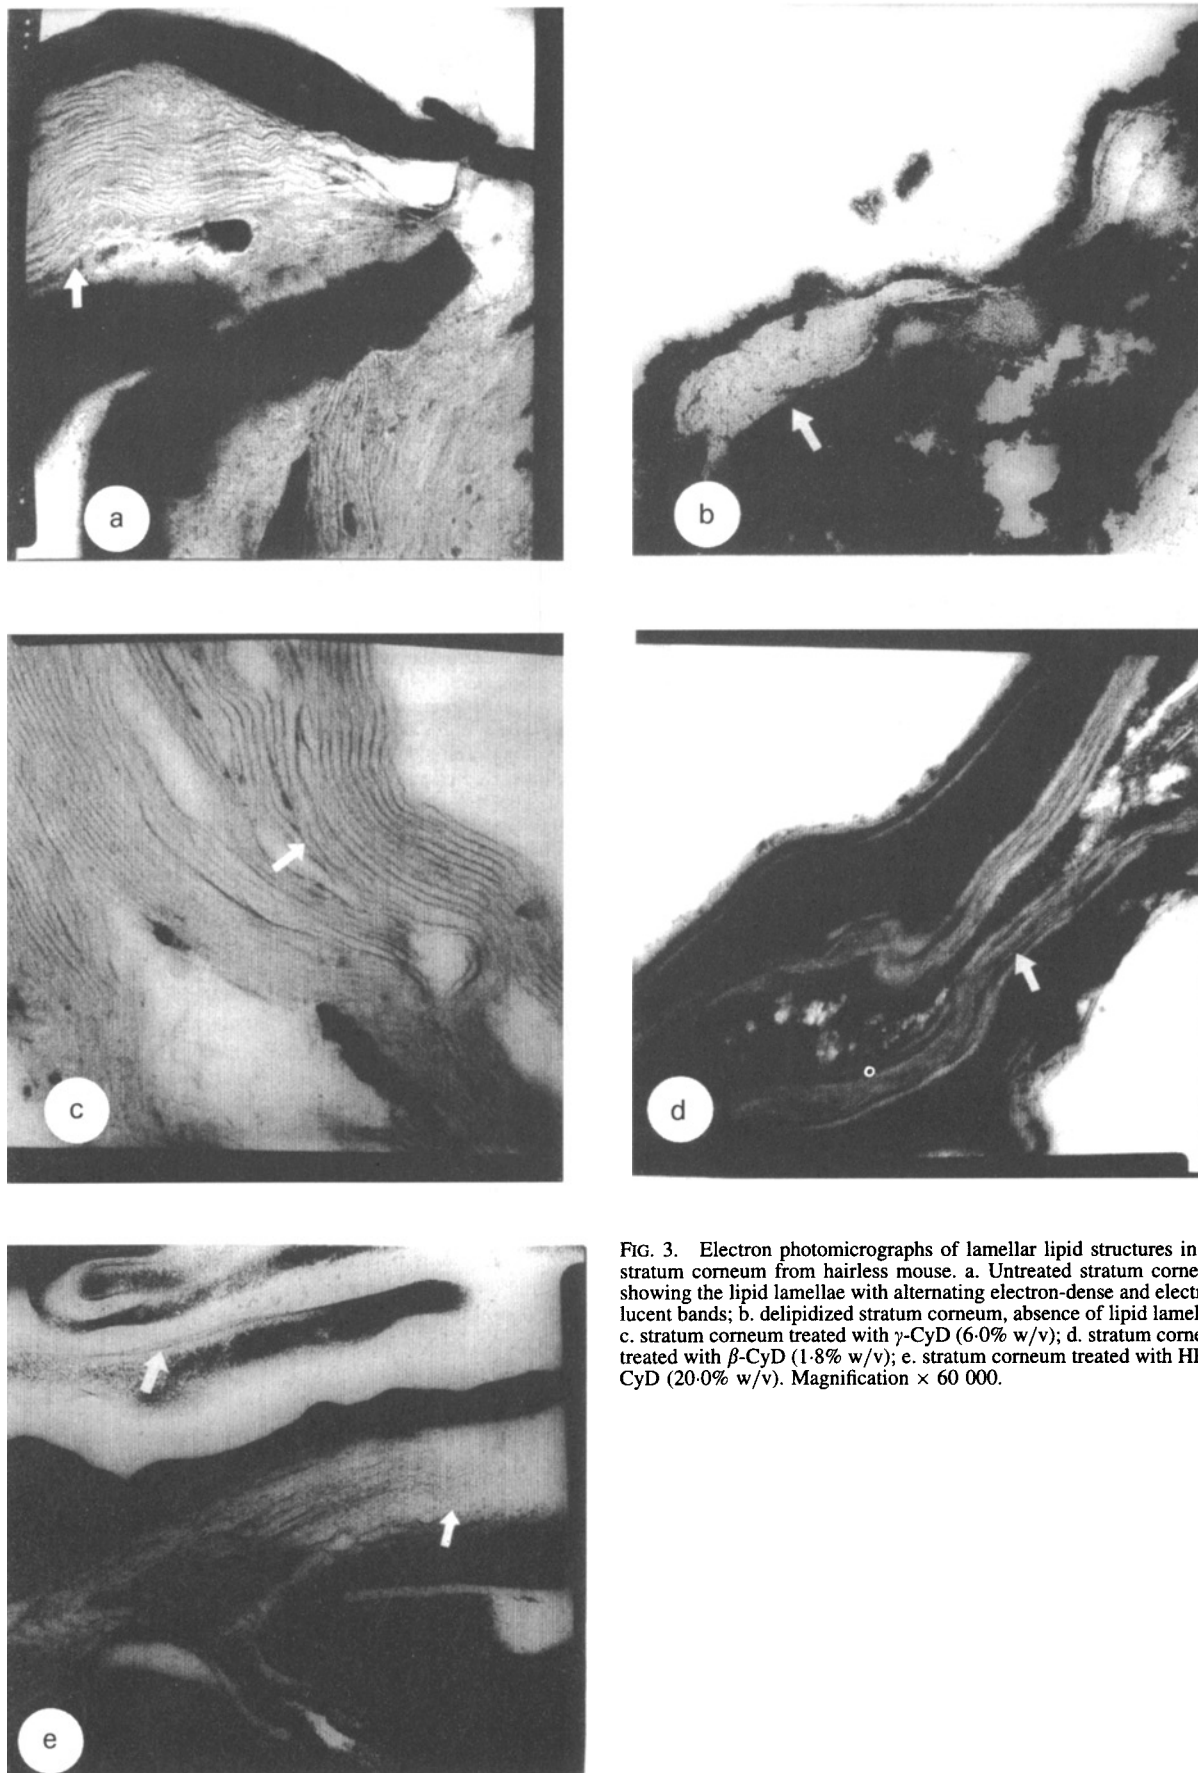 a
b
c
d
e
FIG. 3. Electron photomicrographs of lamellar lipid structures in
stratum corneum from hairless mouse. a. Untreated stratum corne
showing the lipid lamellae with alternating electron-dense and electr
lucent bands; b. delipidized stratum corneum, absence of lipid lamel
c. stratum corneum treated with γ-CyD (6·0% w/v); d. stratum corne
treated with β-CyD (1·8% w/v); e. stratum corneum treated with HI
CyD (20·0% w/v). Magnification × 60 000.